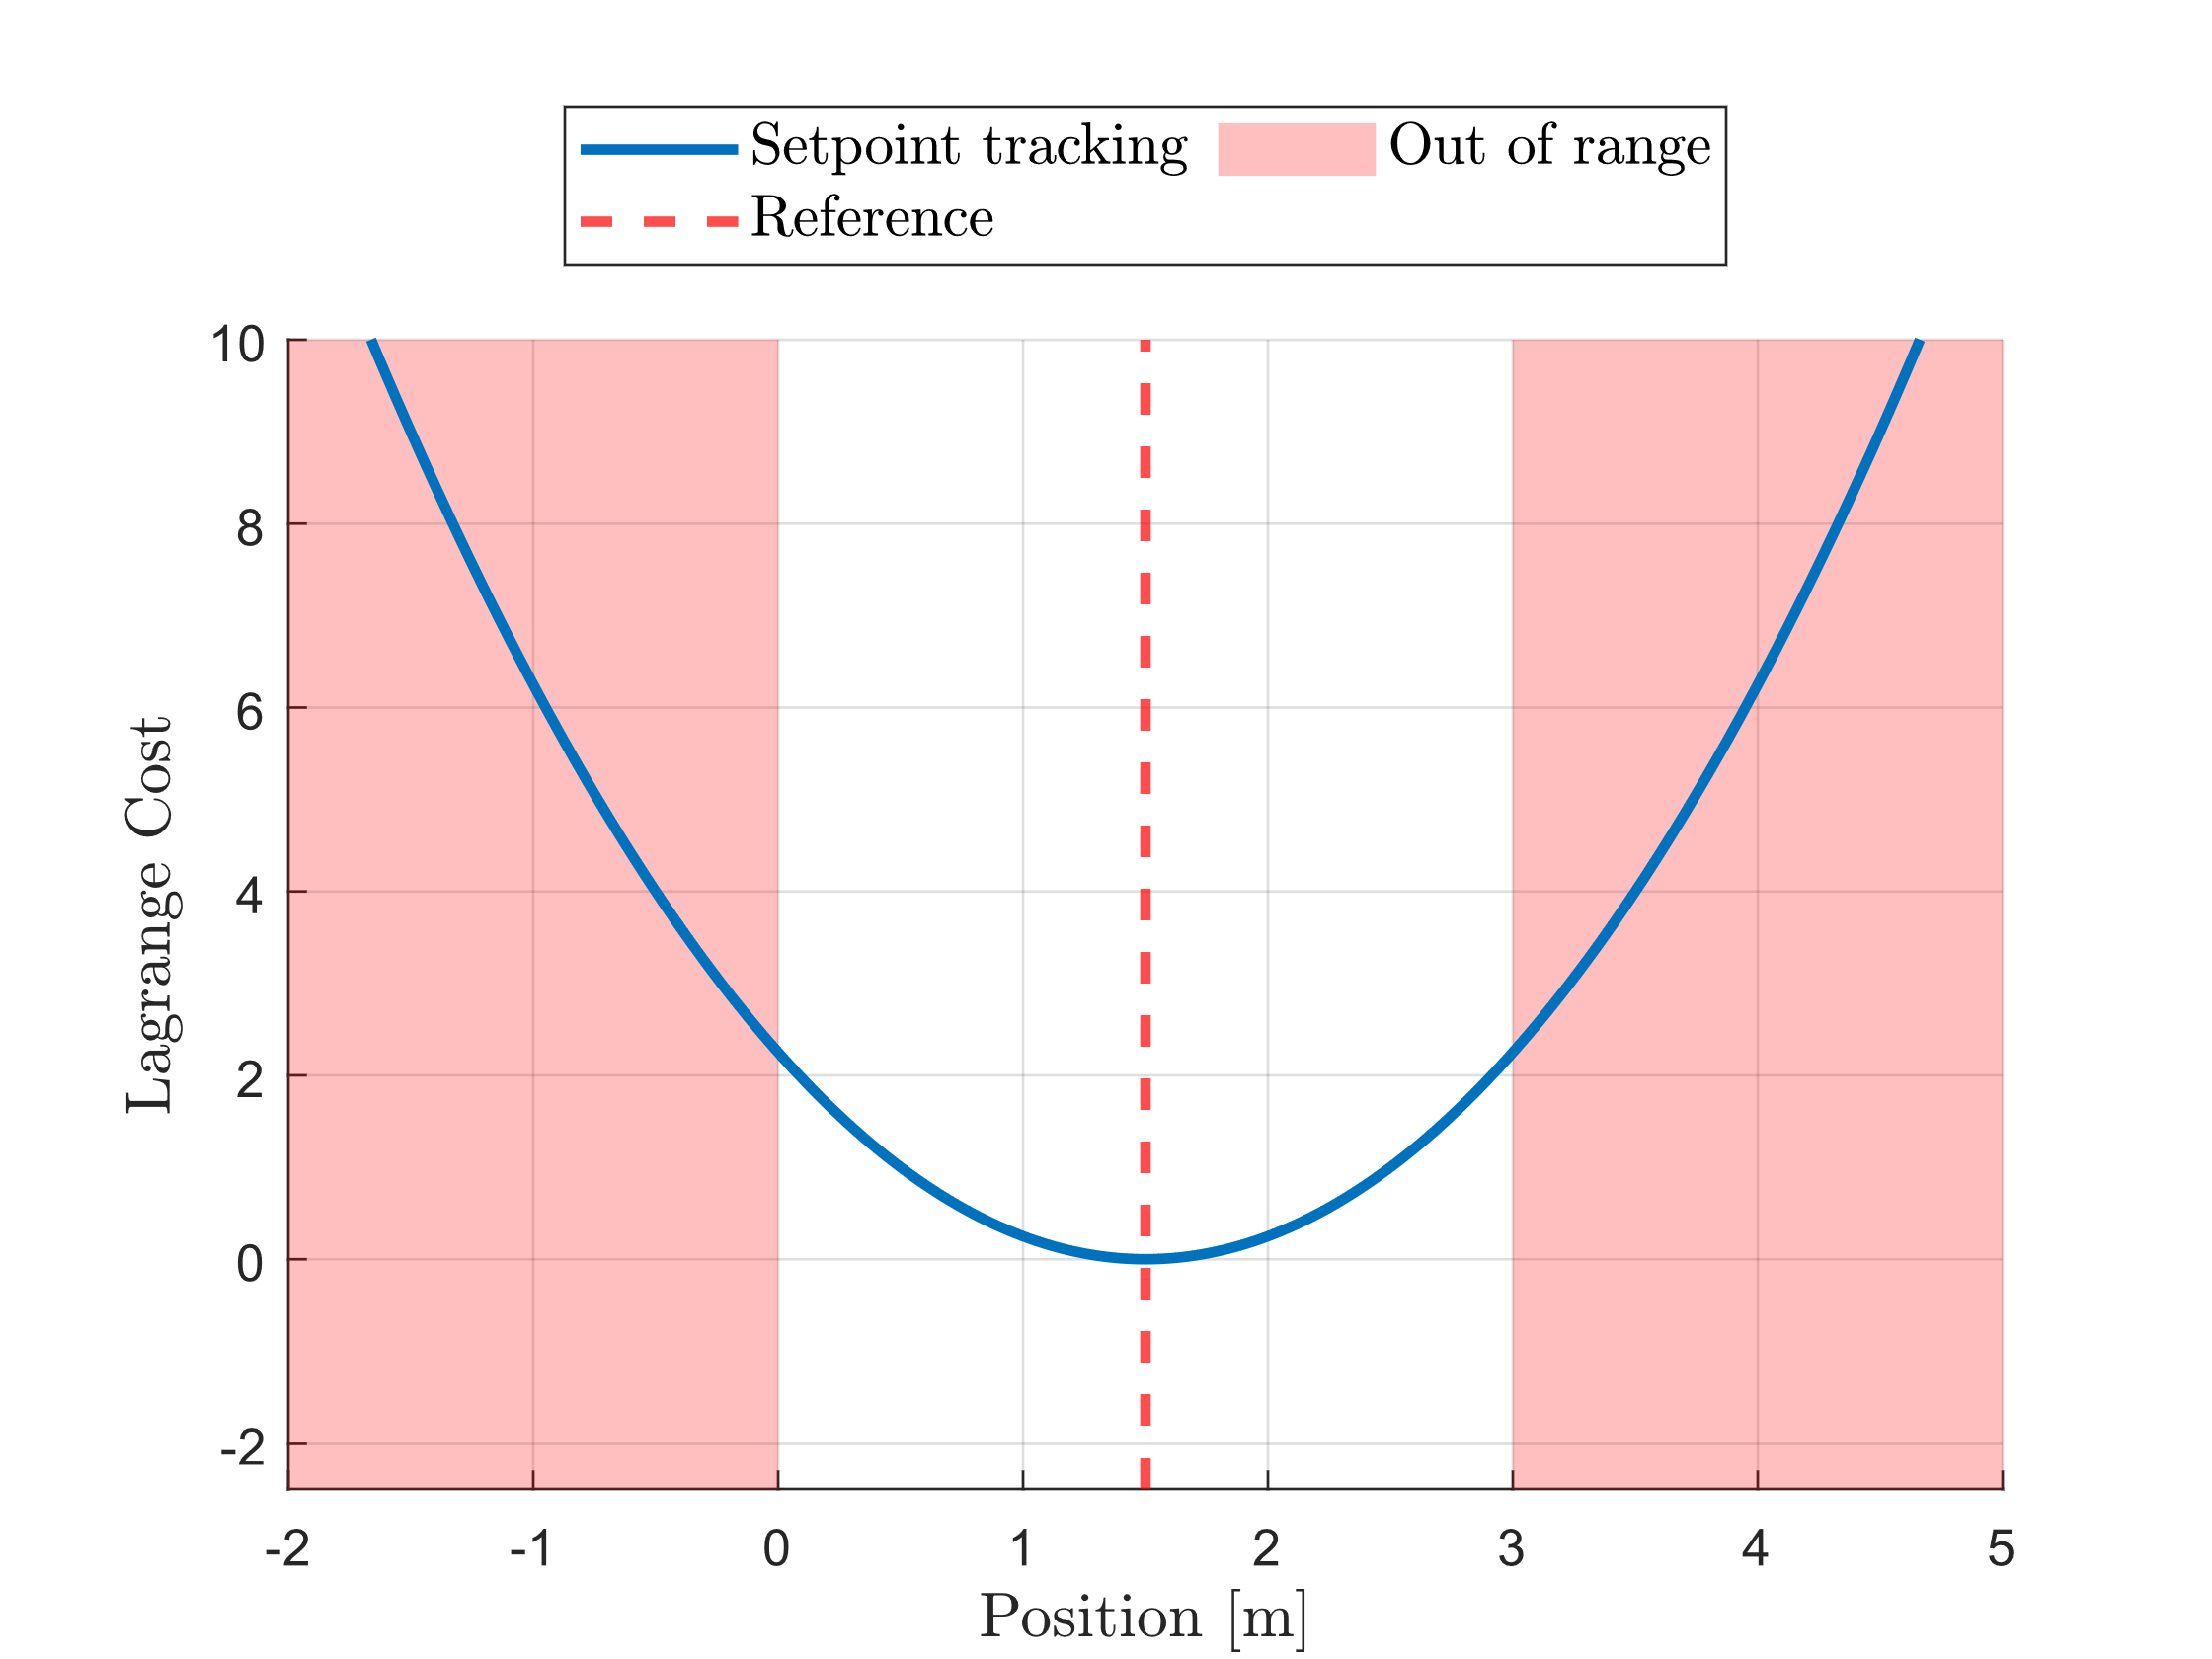 Setpoint tracking Out of range
Reference
10
8
6
4
2
0
-2
Lagrange Cost
-2 -1 0 1 2 3 4 5
Position [m]